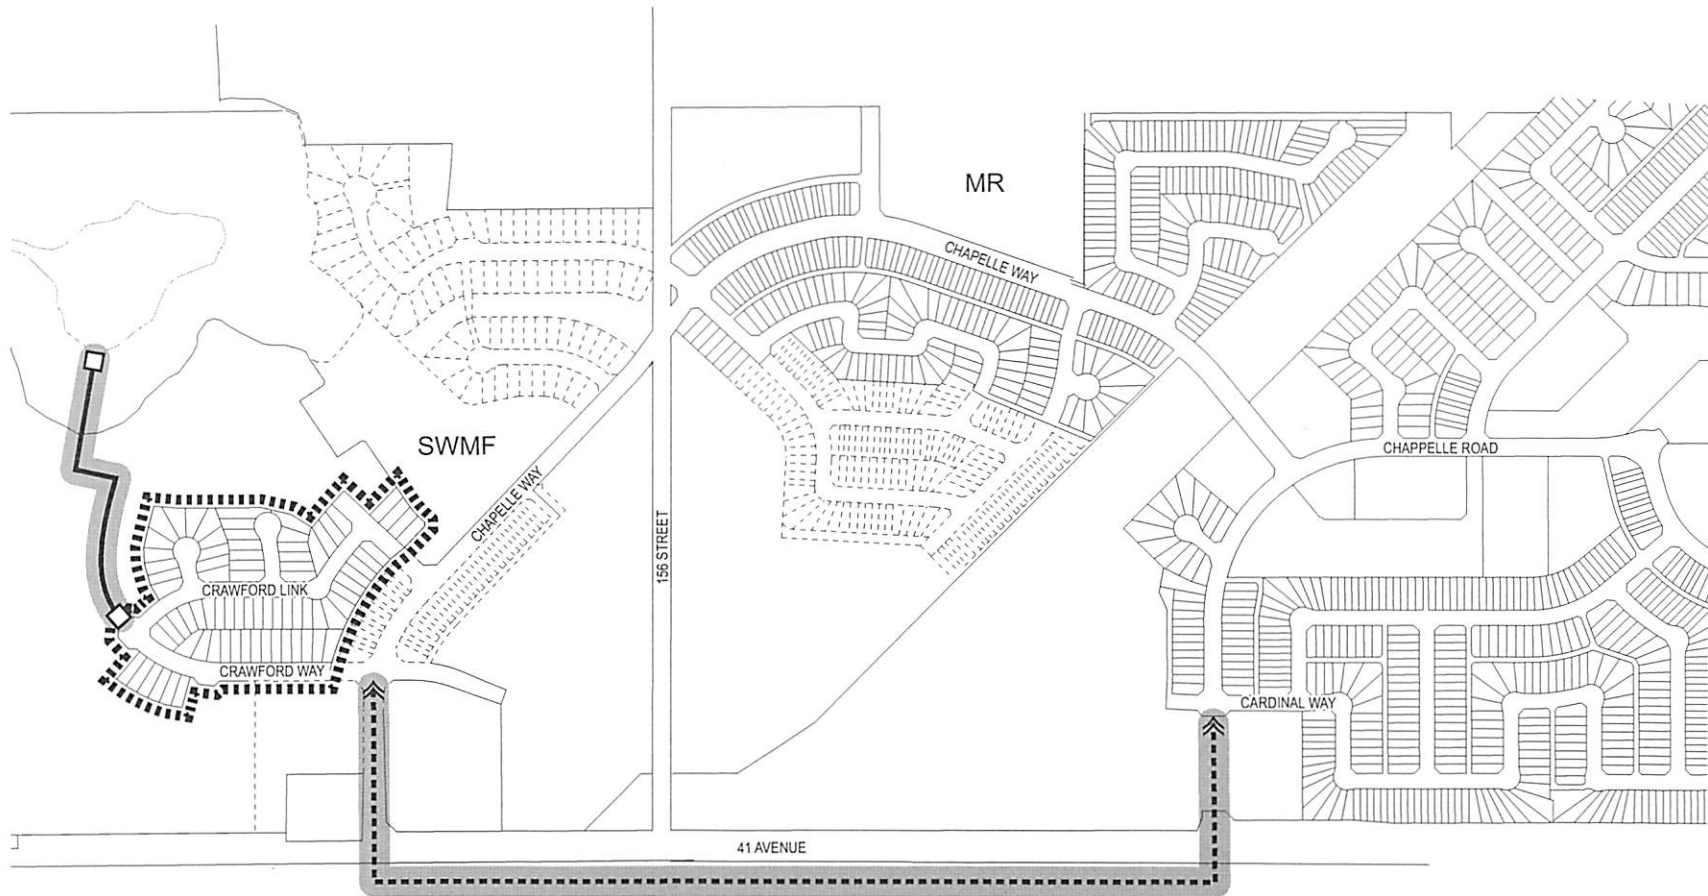 MR
CHAPELLE WAY
SWMF
CHAPPELLE ROAD
CHAPELLE WAY
156 STREET
CRAWFORD LINK
CRAWFORD WAY
CARDINAL WAY
41 AVENUE